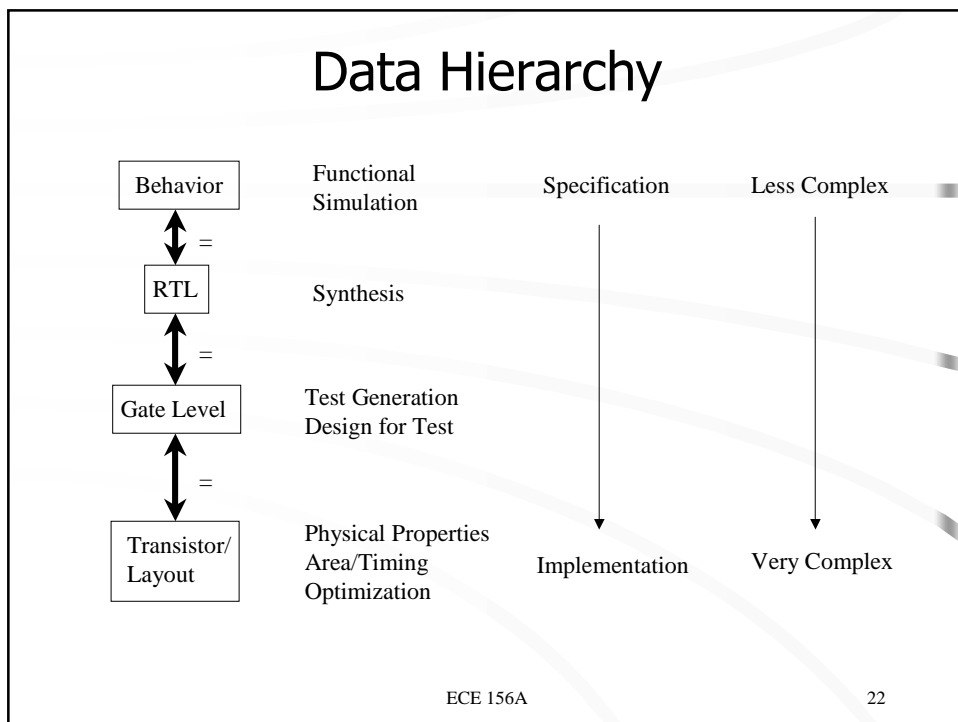 Data Hierarchy
Behavior
Functional
Simulation
Specification
Less Complex
=
RTL
Synthesis
=
Gate Level
Test Generation
Design for Test
=
Transistor/
Layout
Physical Properties
Area/Timing
Optimization
Implementation
Very Complex
ECE 156A
22